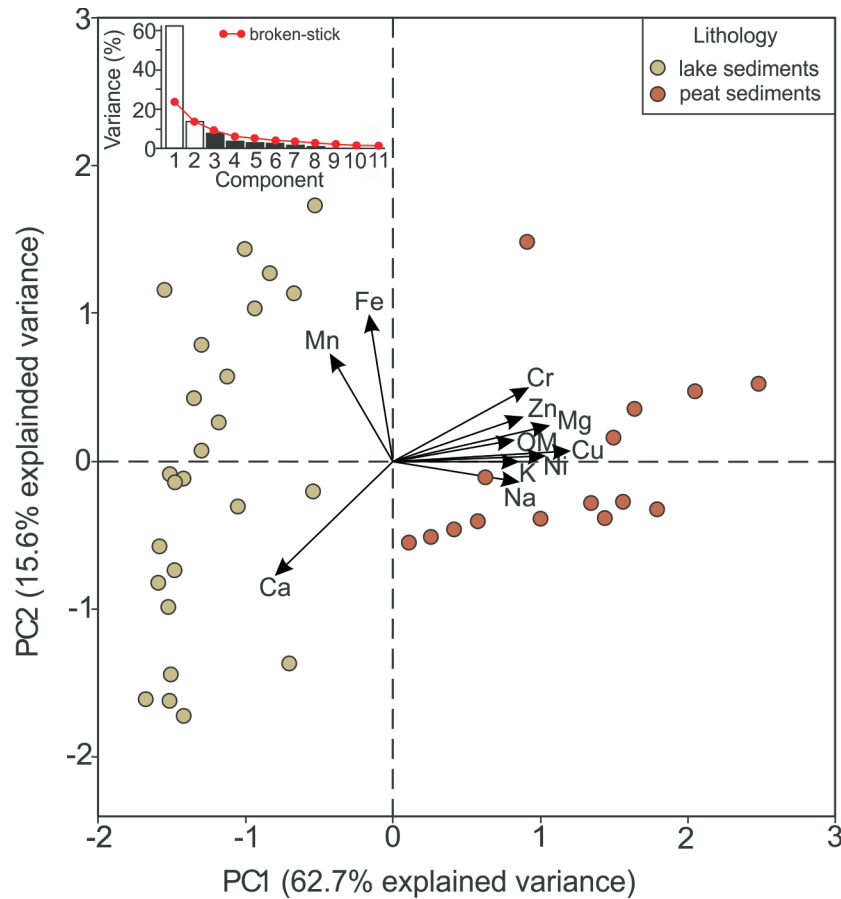 3
60
40
20
0
Variance (%)
broken-stick
1 2 3 4 5 6 7 8 9 10 11
Component
Lithology
lake sediments
peat sediments
2
1
0
-1
-2
PC2 (15.6% explainded variance)
Fe
Mn
Cr
Zn
Mg
OM
Cu
Ni
K
Na
Ca
-2 -1 0 1 2 3
PC1 (62.7% explained variance)